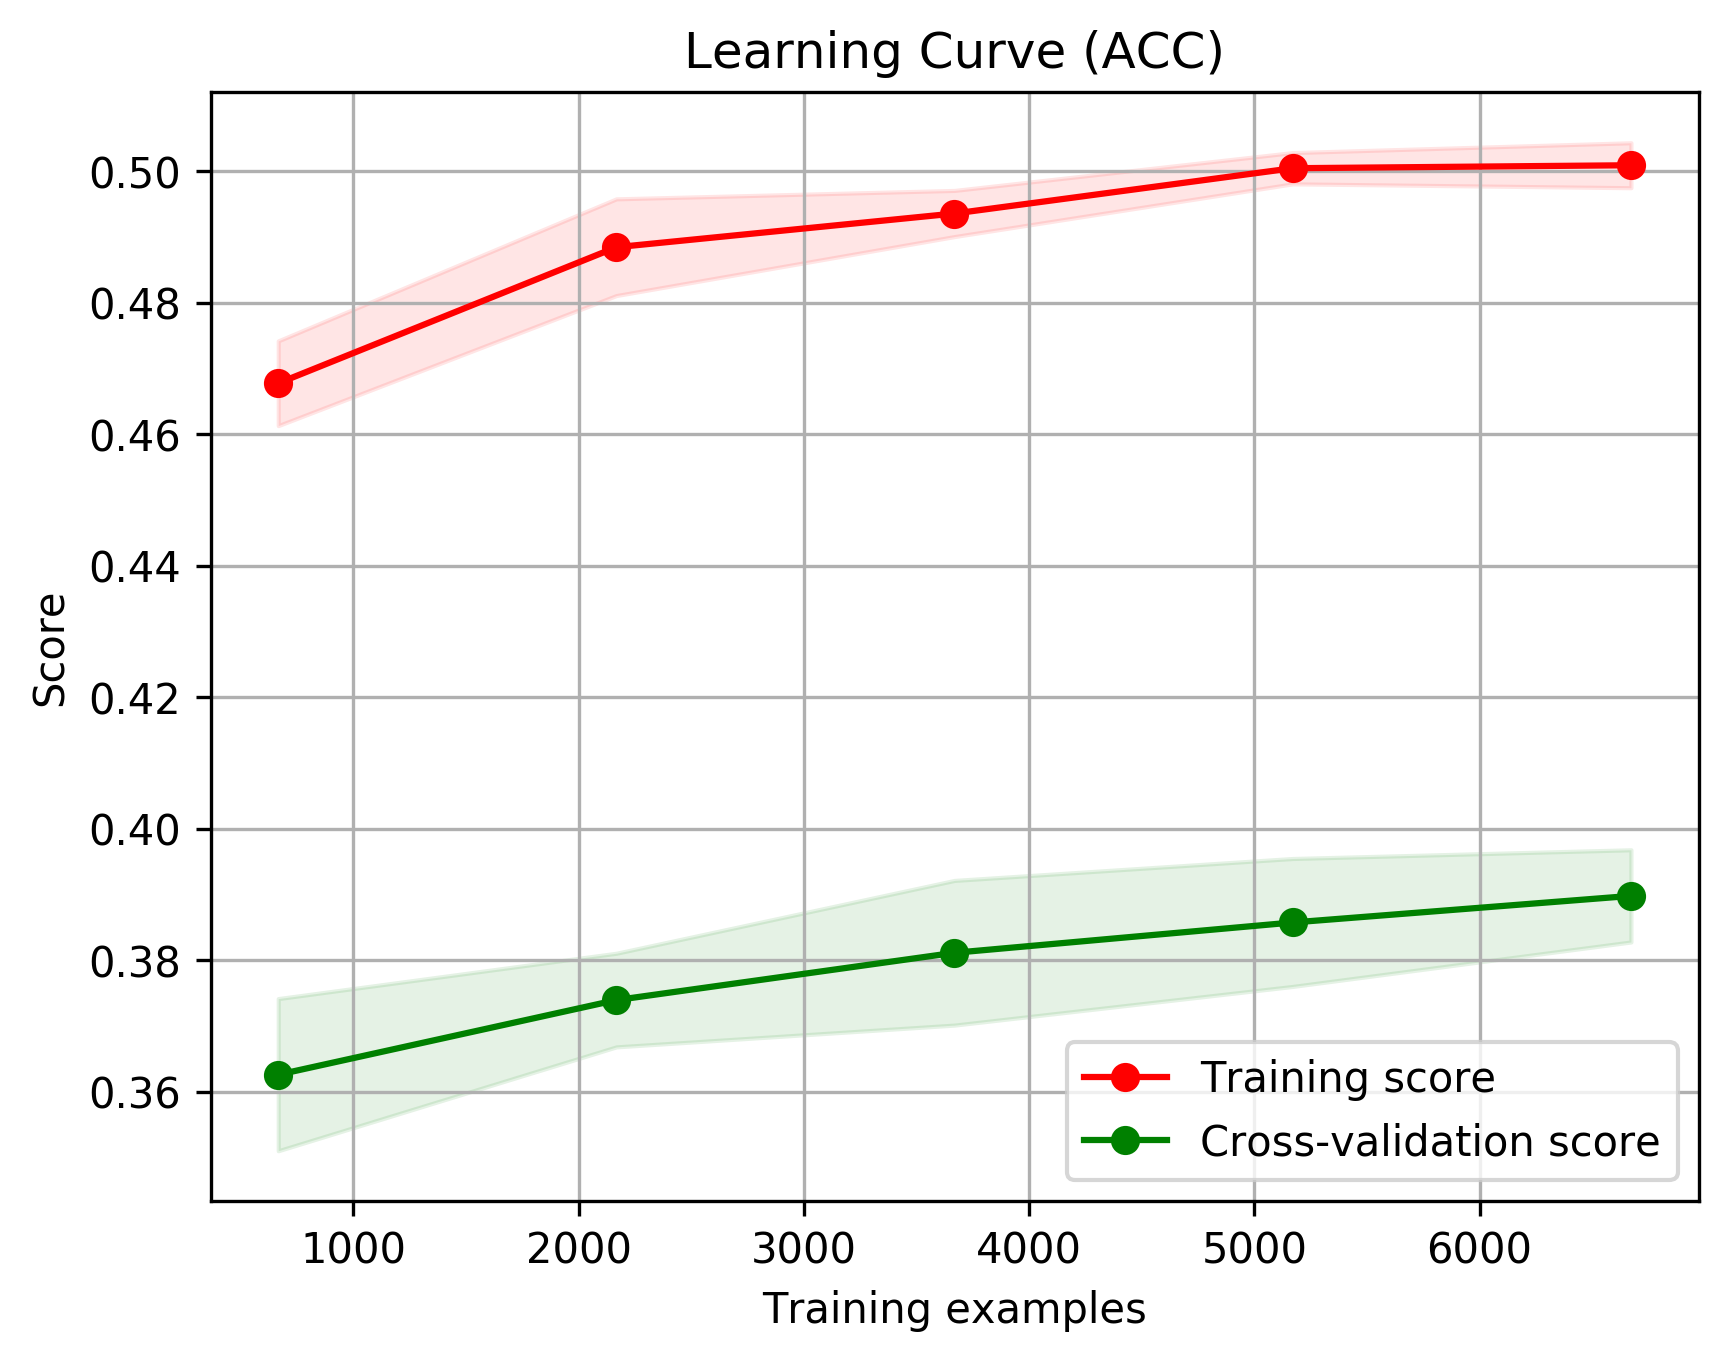 Learning Curve (ACC)
0.50
0.48
0.46
0.44
0.42
0.40
0.38
0.36
Score
1000 2000 3000 4000 5000 6000
Training examples
Training score
Cross-validation score